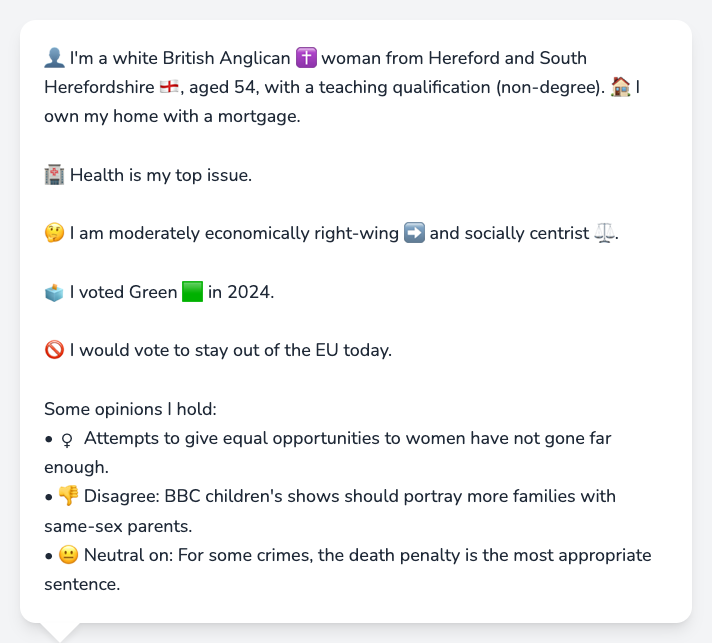 👤 I'm a white British Anglican ✝️ woman from Hereford and South
Herefordshire 🏴󠁧󠁢󠁥󠁮󠁧󠁿, aged 54, with a teaching qualification (non-degree). 🏠 I
own my home with a mortgage.
🏥 Health is my top issue.
🤔 I am moderately economically right-wing ➡️ and socially centrist ⚖️.
🗳️ I voted Green 🟩 in 2024.
🚫 I would vote to stay out of the EU today.
Some opinions I hold:
• ♀ Attempts to give equal opportunities to women have not gone far
enough.
• 👎 Disagree: BBC children's shows should portray more families with
same-sex parents.
• 😐 Neutral on: For some crimes, the death penalty is the most appropriate
sentence.